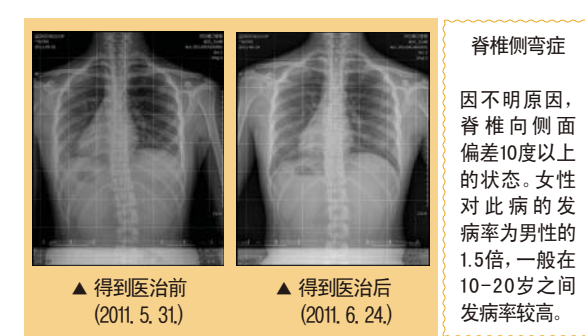 ▲ 得到医治前
(2011. 5. 31.)
▲ 得到医治后
(2011. 6. 24.)
脊椎侧弯症
因不明原因，
脊椎向侧面
偏差10度以上
的状态。女性
对此病的发
病率为男性的
1.5倍，一般在
10-20岁之间
发病率较高。